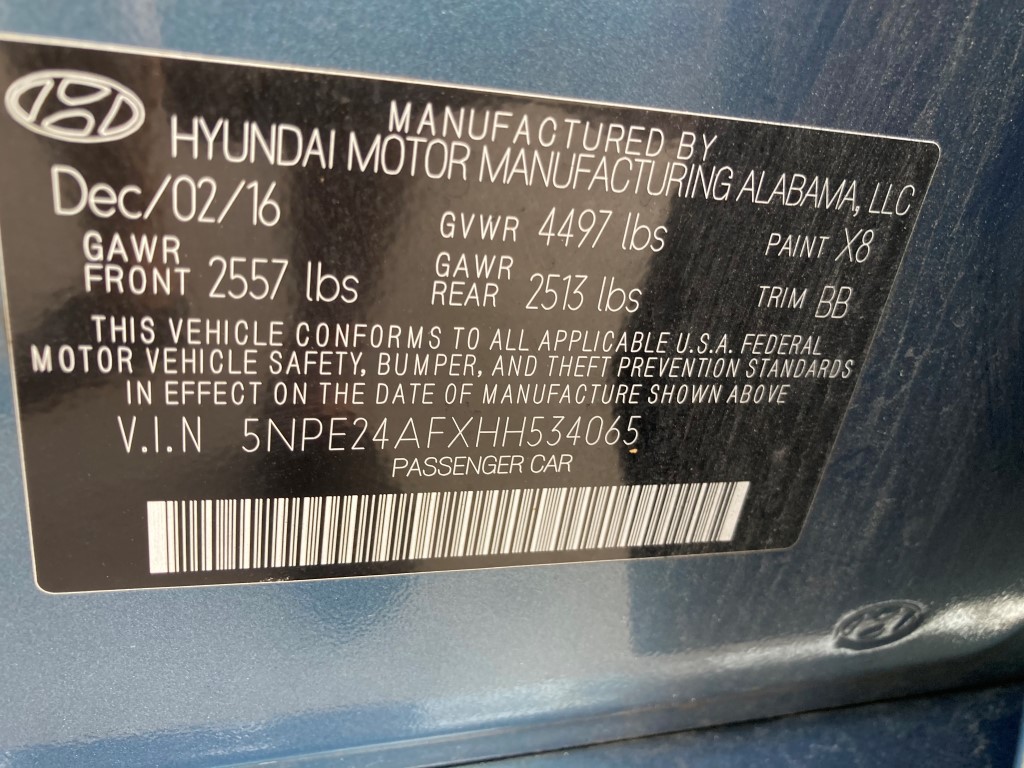 MANUFACTURED BY
HYUNDAI MOTOR MANUFACTURING ALABAMA, LLC
Dec/02/16 GVWR 4497 lbs PAINT X8
GAWR FRONT 2557 lbs GAWR REAR 2513 lbs TRIM BB
THIS VEHICLE CONFORMS TO ALL APPLICABLE U.S.A. FEDERAL
MOTOR VEHICLE SAFETY, BUMPER, AND THEFT PREVENTION STANDARDS
IN EFFECT ON THE DATE OF MANUFACTURE SHOWN ABOVE
V.I.N 5NPE24AFXHH534065
PASSENGER CAR